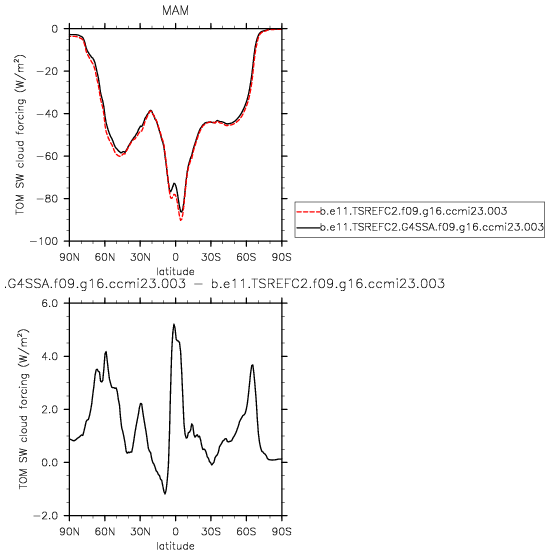 MAM
TOM SW cloud forcing (W/m²)
0
−20
−40
−60
−80
−100
90N 60N 30N 0 30S 60S 90S
latitude
b.e11.TSREFC2.f09.g16.ccmi23.003
b.e11.TSREFC2.G4SSA.f09.g16.ccmi23.003
.G4SSA.f09.g16.ccmi23.003 − b.e11.TSREFC2.f09.g16.ccmi23.003
TOM SW cloud forcing (W/m²)
6.0
4.0
2.0
0.0
−2.0
90N 60N 30N 0 30S 60S 90S
latitude